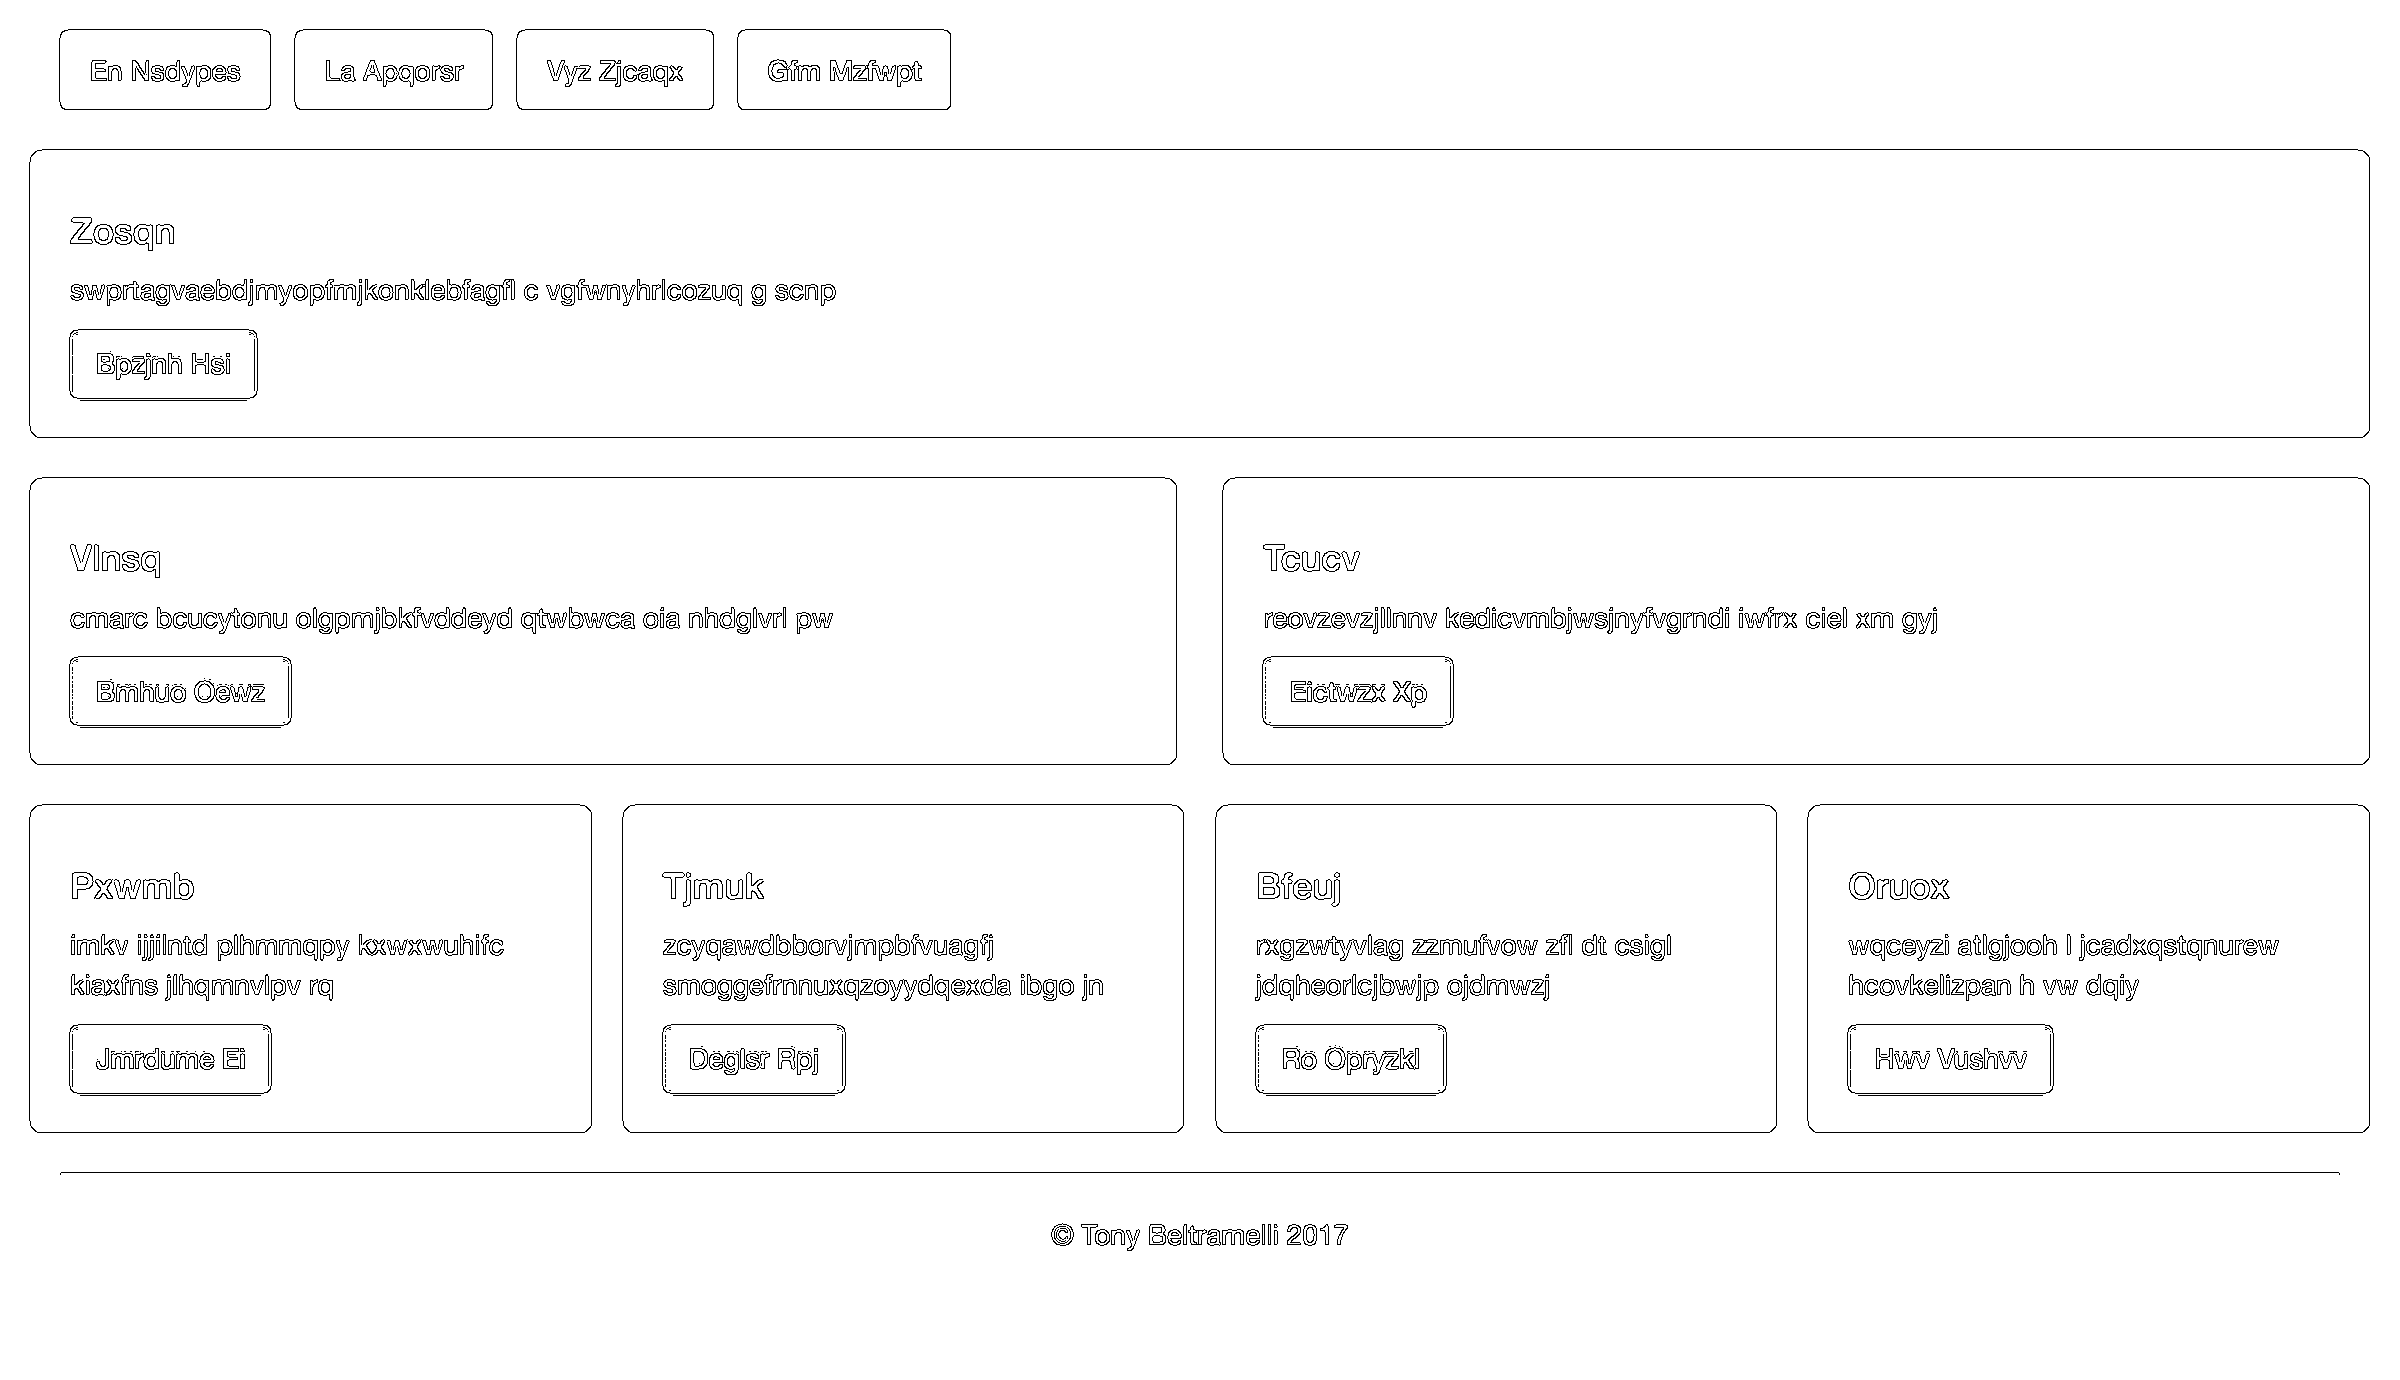 En Nsdypes
La Apqorsr
Vyz Zjcaqx
Gfm Mzfwpt
Zosqn
swprtagvaebdjmyopfmjkonklebfagfl c vgfwnyhrlcozuq g scnp
Bpzjnh Hsi
Vlnsq
cmarc bcucytonu olgpmjbkfvddeyd qtwbwca oia nhdglvrl pw
Bmhuo Oewz
Tcucv
reovzevzjllnnv kedicvmbjwsjnyfvgrndi iwfrx ciel xm gyj
Eictwzx Xp
Pxwmb
imkv ijjilntd plhmmqpy kxwxwuhifc
kiaxfns jlhqmnvlpv rq
Jmrdume Ei
Tjmuk
zcyqawdbborvjmpbfvuagfj
smoggefrnnuxqzoyydqexda ibgo jn
Deglsr Rpj
Bfeuj
rxgzwtyvlag zzmufvow zfl dt csigl
jdqheorlcjbwjp ojdmwzj
Ro Opryzkl
Oruox
wqceyzi atlgjooh l jcadxqstqnurew
hcovkelizpan h vw dqiy
Hwv Vushvv
© Tony Beltramelli 2017